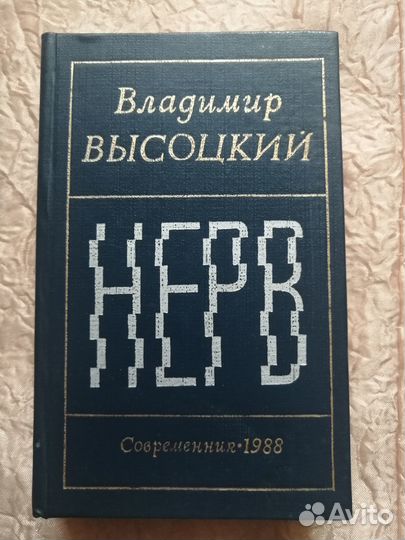 Владимир
ВЫСОЦКИЙ
НЕРВ
Современник•1988
Avito